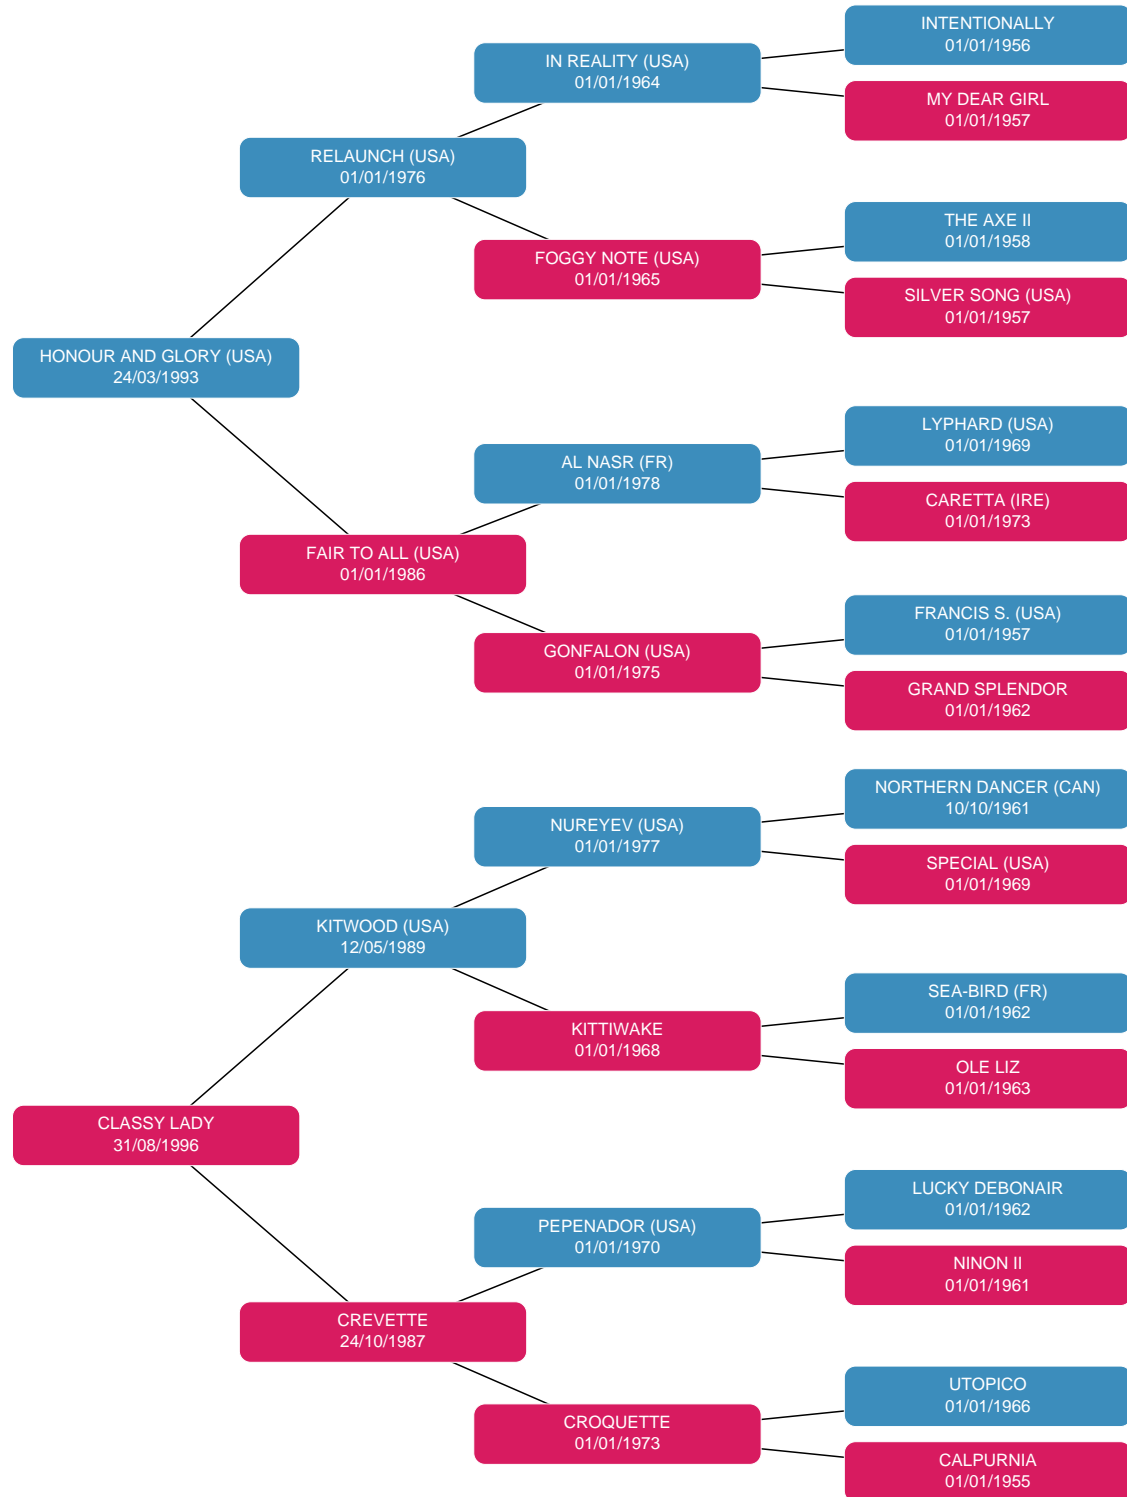 INTENTIONALLY
01/01/1956
IN REALITY (USA)
01/01/1964
MY DEAR GIRL
01/01/1957
RELAUNCH (USA)
01/01/1976
THE AXE II
01/01/1958
FOGGY NOTE (USA)
01/01/1965
SILVER SONG (USA)
01/01/1957
HONOUR AND GLORY (USA)
24/03/1993
LYPHARD (USA)
01/01/1969
AL NASR (FR)
01/01/1978
CARETTA (IRE)
01/01/1973
FAIR TO ALL (USA)
01/01/1986
FRANCIS S. (USA)
01/01/1957
GONFALON (USA)
01/01/1975
GRAND SPLENDOR
01/01/1962
NORTHERN DANCER (CAN)
10/10/1961
NUREYEV (USA)
01/01/1977
SPECIAL (USA)
01/01/1969
KITWOOD (USA)
12/05/1989
SEA-BIRD (FR)
01/01/1962
KITTIWAKE
01/01/1968
OLE LIZ
01/01/1963
CLASSY LADY
31/08/1996
LUCKY DEBONAIR
01/01/1962
PEPENADOR (USA)
01/01/1970
NINON II
01/01/1961
CREVETTE
24/10/1987
UTOPICO
01/01/1966
CROQUETTE
01/01/1973
CALPURNIA
01/01/1955